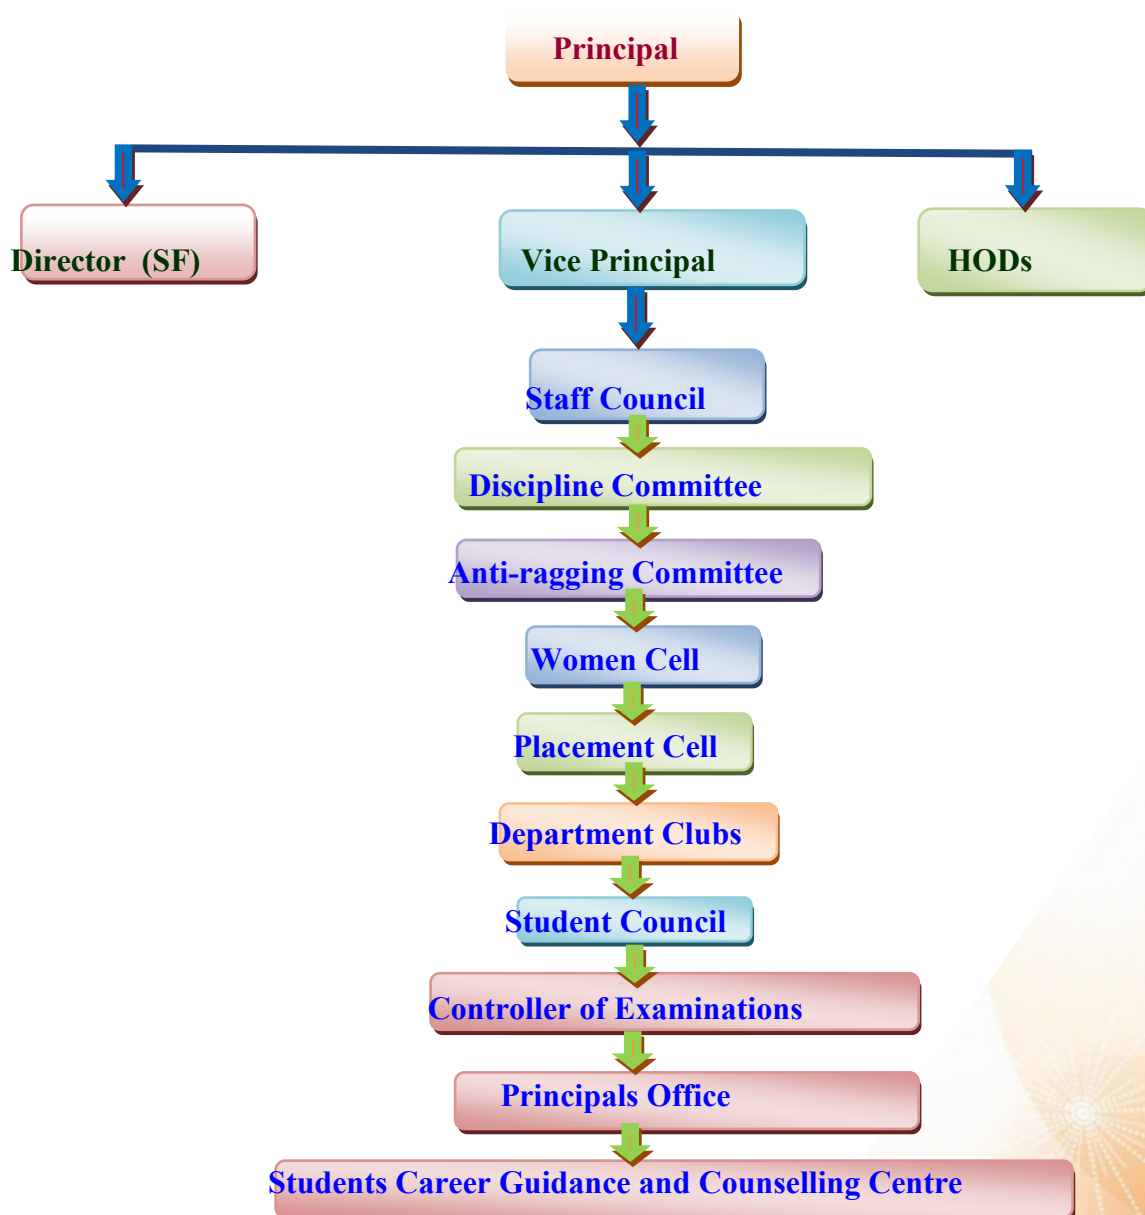 Principal
Director (SF)
Vice Principal
HODs
Staff Council
Discipline Committee
Anti-ragging Committee
Women Cell
Placement Cell
Department Clubs
Student Council
Controller of Examinations
Principals Office
Students Career Guidance and Counselling Centre